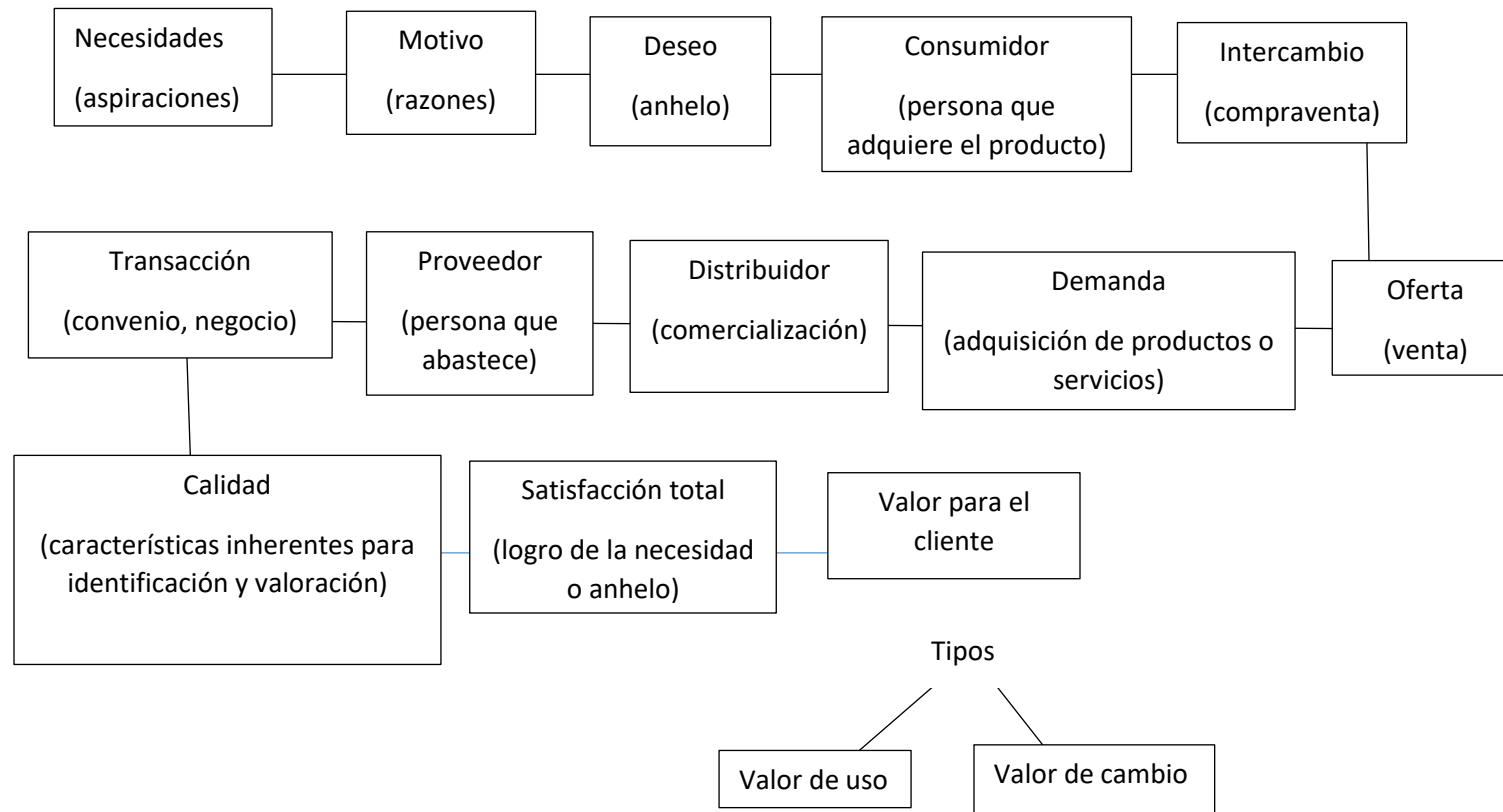 Necesidades
(aspiraciones)
Motivo
(razones)
Deseo
(anhelo)
Consumidor
(persona que
adquiere el producto)
Intercambio
(compraventa)
Transacción
(convenio, negocio)
Proveedor
(persona que
abastece)
Distribuidor
(comercialización)
Demanda
(adquisición de productos o
servicios)
Oferta
(venta)
Calidad
(características inherentes para
identificación y valoración)
Satisfacción total
(logro de la necesidad
o anhelo)
Valor para el
cliente
Tipos
Valor de uso
Valor de cambio